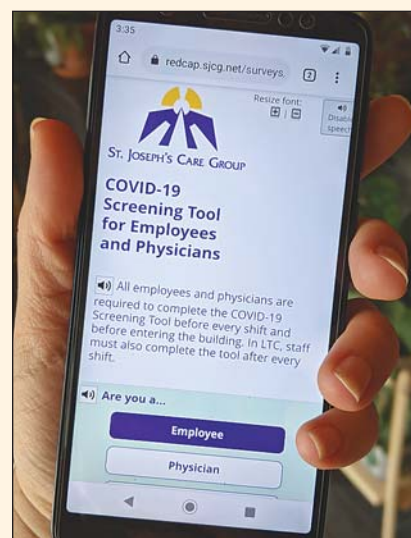 3:35
redcap.sjcg.net/surveys
2
Resize font:
Disable
speech
ST. JOSEPH'S CARE GROUP
COVID-19
Screening Tool
for Employees
and Physicians
All employees and physicians are
required to complete the COVID-19
Screening Tool before every shift and
before entering the building. In LTC, staff
must also complete the tool after every
shift.
Are you a...
Employee
Physician